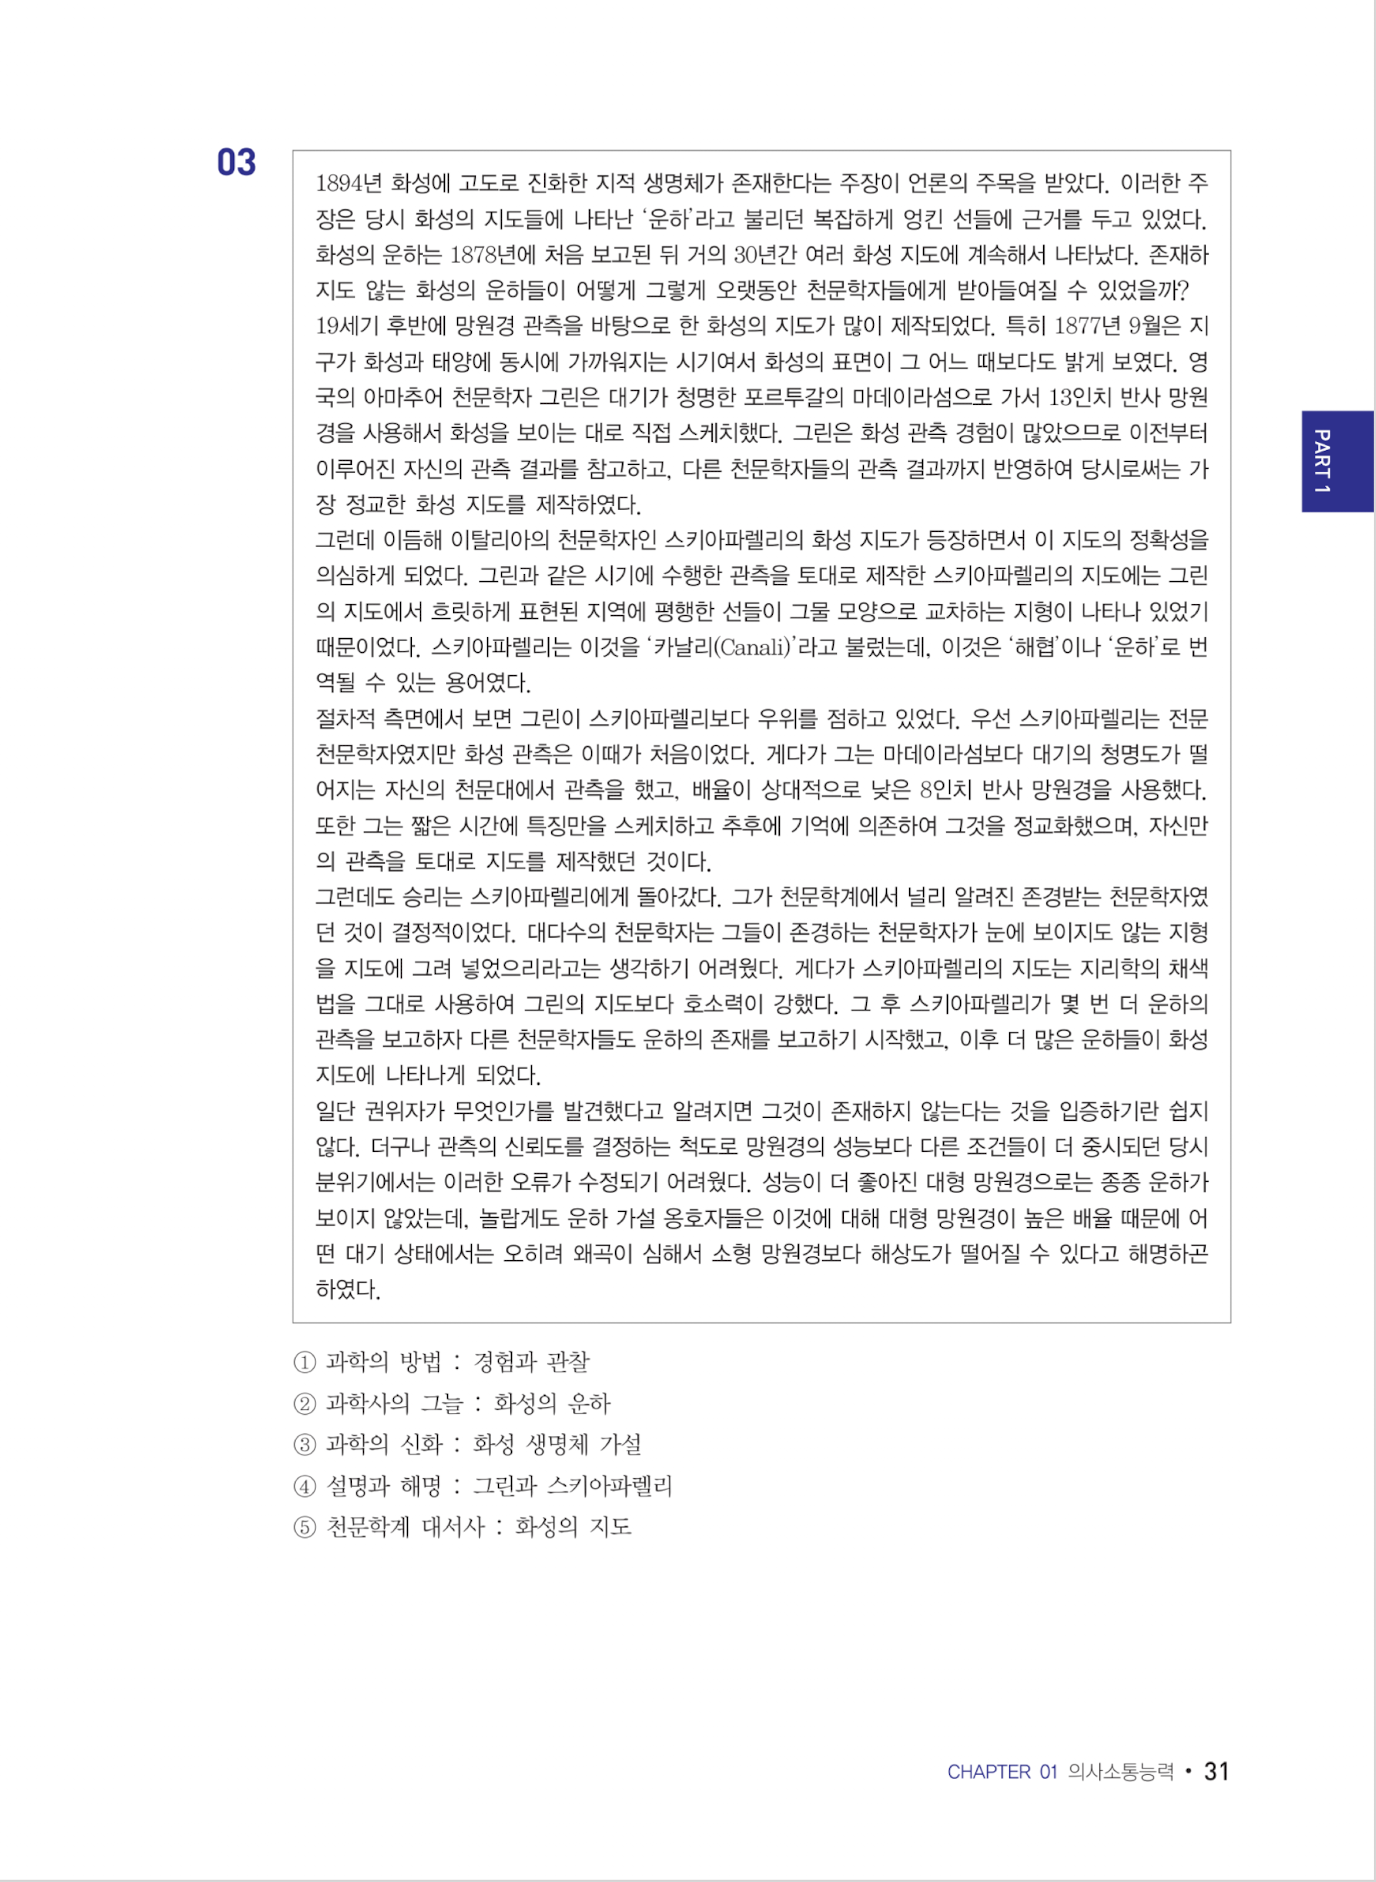 03
1894년 화성에 고도로 진화한 지적 생명체가 존재한다는 주장이 언론의 주목을 받았다. 이러한 주
장은 당시 화성의 지도들에 나타난 ‘운하’라고 불리던 복잡하게 엉킨 선들에 근거를 두고 있었다.
화성의 운하는 1878년에 처음 보고된 뒤 거의 30년간 여러 화성 지도에 계속해서 나타났다. 존재하
지도 않는 화성의 운하들이 어떻게 그렇게 오랫동안 천문학자들에게 받아들여질 수 있었을까?
19세기 후반에 망원경 관측을 바탕으로 한 화성의 지도가 많이 제작되었다. 특히 1877년 9월은 지
구가 화성과 태양에 동시에 가까워지는 시기여서 화성의 표면이 그 어느 때보다도 밝게 보였다. 영
국의 아마추어 천문학자 그린은 대기가 청명한 포르투갈의 마데이라섬으로 가서 13인치 반사 망원
경을 사용해서 화성을 보이는 대로 직접 스케치했다. 그린은 화성 관측 경험이 많았으므로 이전부터
이루어진 자신의 관측 결과를 참고하고, 다른 천문학자들의 관측 결과까지 반영하여 당시로써는 가
장 정교한 화성 지도를 제작하였다.
그런데 이듬해 이탈리아의 천문학자인 스키아파렐리의 화성 지도가 등장하면서 이 지도의 정확성을
의심하게 되었다. 그린과 같은 시기에 수행한 관측을 토대로 제작한 스키아파렐리의 지도에는 그린
의 지도에서 흐릿하게 표현된 지역에 평행한 선들이 그물 모양으로 교차하는 지형이 나타나 있었기
때문이었다. 스키아파렐리는 이것을 ‘카날리(Canali)’라고 불렀는데, 이것은 ‘해협’이나 ‘운하’로 번
역될 수 있는 용어였다.
절차적 측면에서 보면 그린이 스키아파렐리보다 우위를 점하고 있었다. 우선 스키아파렐리는 전문
천문학자였지만 화성 관측은 이때가 처음이었다. 게다가 그는 마데이라섬보다 대기의 청명도가 떨
어지는 자신의 천문대에서 관측을 했고, 배율이 상대적으로 낮은 8인치 반사 망원경을 사용했다.
또한 그는 짧은 시간에 특징만을 스케치하고 추후에 기억에 의존하여 그것을 정교화했으며, 자신만
의 관측을 토대로 지도를 제작했던 것이다.
그런데도 승리는 스키아파렐리에게 돌아갔다. 그가 천문학계에서 널리 알려진 존경받는 천문학자였
던 것이 결정적이었다. 대다수의 천문학자는 그들이 존경하는 천문학자가 눈에 보이지도 않는 지형
을 지도에 그려 넣었으리라고는 생각하기 어려웠다. 게다가 스키아파렐리의 지도는 지리학의 채색
법을 그대로 사용하여 그린의 지도보다 호소력이 강했다. 그 후 스키아파렐리가 몇 번 더 운하의
관측을 보고하자 다른 천문학자들도 운하의 존재를 보고하기 시작했고, 이후 더 많은 운하들이 화성
지도에 나타나게 되었다.
일단 권위자가 무엇인가를 발견했다고 알려지면 그것이 존재하지 않는다는 것을 입증하기란 쉽지
않다. 더구나 관측의 신뢰도를 결정하는 척도로 망원경의 성능보다 다른 조건들이 더 중시되던 당시
분위기에서는 이러한 오류가 수정되기 어려웠다. 성능이 더 좋아진 대형 망원경으로는 종종 운하가
보이지 않았는데, 놀랍게도 운하 가설 옹호자들은 이것에 대해 대형 망원경이 높은 배율 때문에 어
떤 대기 상태에서는 오히려 왜곡이 심해서 소형 망원경보다 해상도가 떨어질 수 있다고 해명하곤
하였다.
① 과학의 방법 : 경험과 관찰
② 과학사의 그늘 : 화성의 운하
③ 과학의 신화 : 화성 생명체 가설
④ 설명과 해명 : 그린과 스키아파렐리
⑤ 천문학계 대서사 : 화성의 지도
PART 1
CHAPTER 01 의사소통능력 • 31